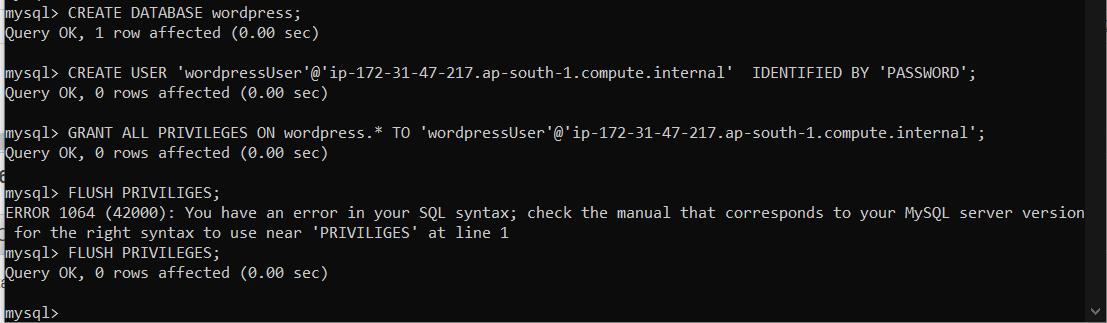 mysql> CREATE DATABASE wordpress;
Query OK, 1 row affected (0.00 sec)
mysql> CREATE USER 'wordpressUser'@'ip-172-31-47-217.ap-south-1.compute.internal'  IDENTIFIED BY 'PASSWORD';
Query OK, 0 rows affected (0.00 sec)
mysql> GRANT ALL PRIVILEGES ON wordpress.* TO 'wordpressUser'@'ip-172-31-47-217.ap-south-1.compute.internal';
Query OK, 0 rows affected (0.00 sec)
mysql> FLUSH PRIVILIGES;
ERROR 1064 (42000): You have an error in your SQL syntax; check the manual that corresponds to your MySQL server version
 for the right syntax to use near 'PRIVILIGES' at line 1
mysql> FLUSH PRIVILEGES;
Query OK, 0 rows affected (0.00 sec)
mysql>